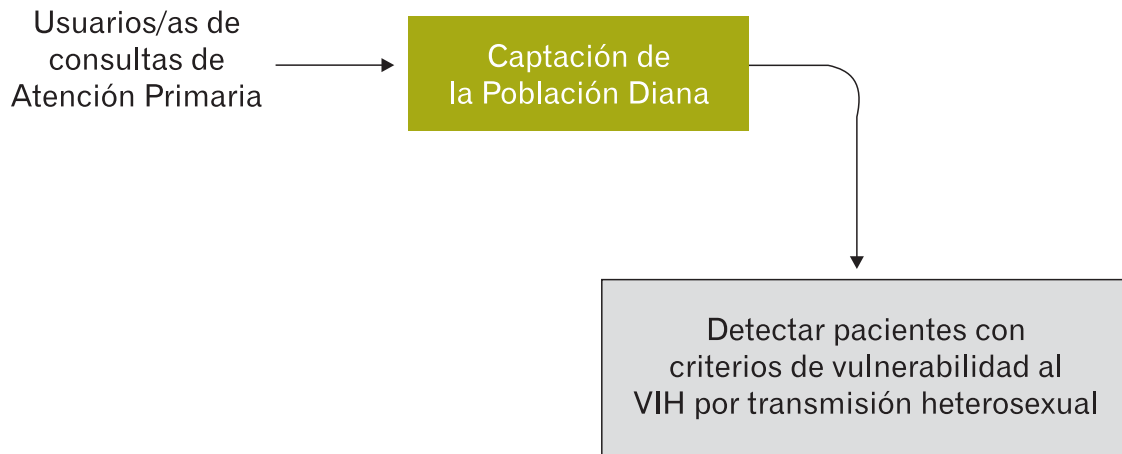 Usuarios/as de
consultas de
Atención Primaria
Captación de
la Población Diana
Detectar pacientes con
criterios de vulnerabilidad al
VIH por transmisión heterosexual